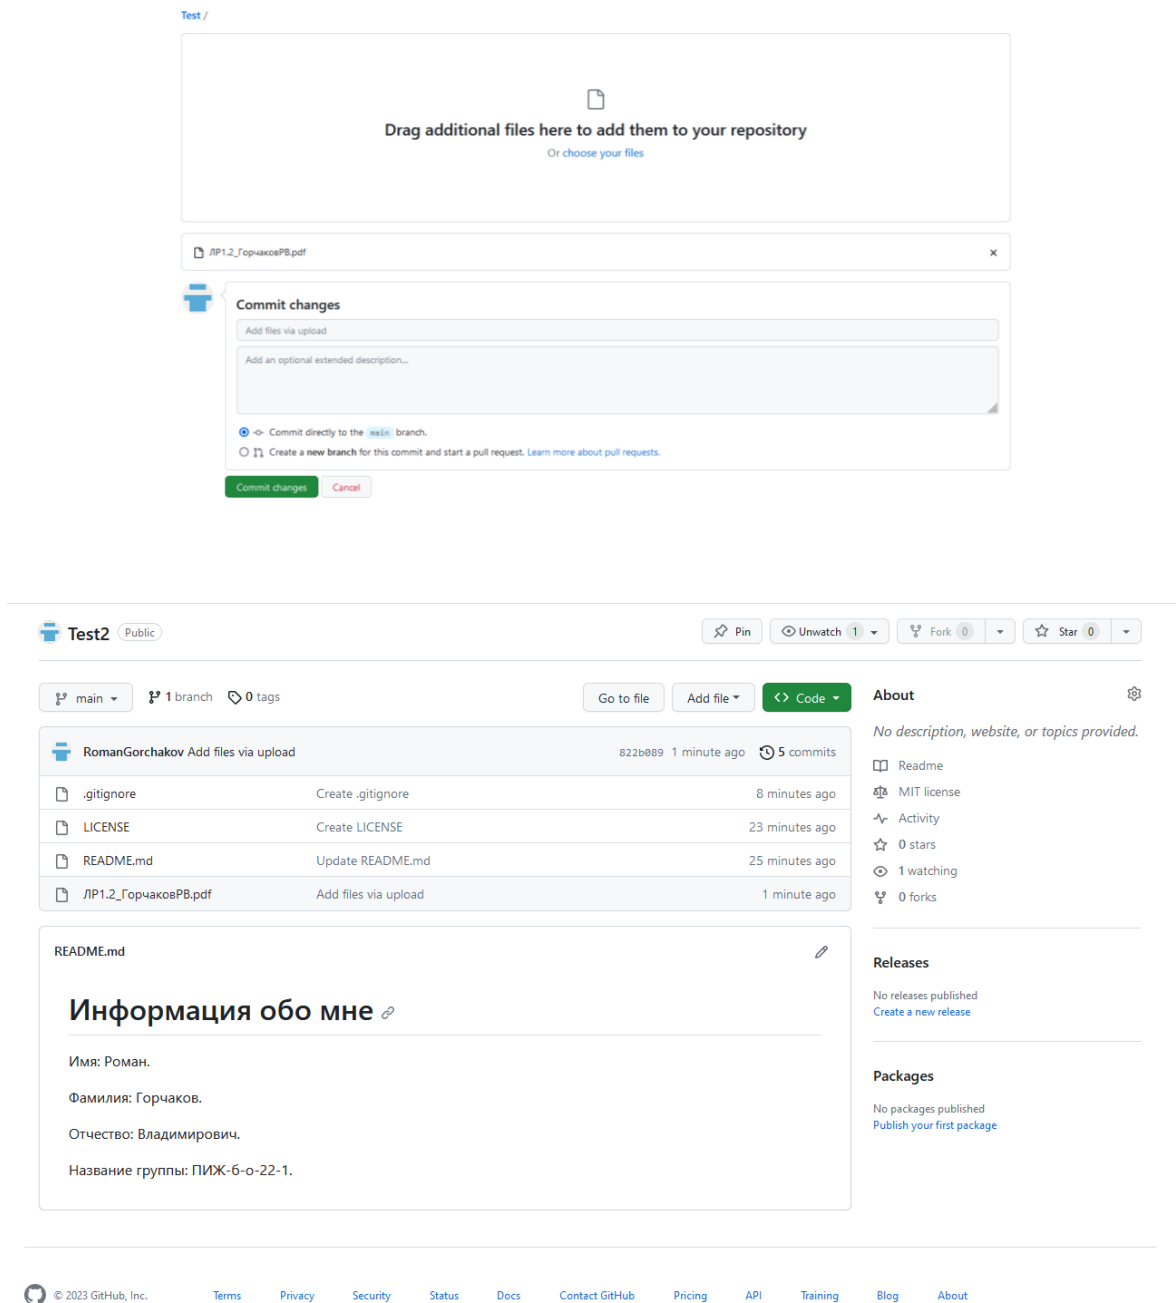 Test /
Drag additional files here to add them to your repository
Or choose your files
ЛР1.2_ГорчаковРВ.pdf
Commit changes
Add files via upload
Add an optional extended description...
Commit directly to the main branch.
Create a new branch for this commit and start a pull request. Learn more about pull requests.
Commit changes Cancel
Test2 Public Pin Unwatch 1 Fork 0 Star 0
main 1 branch 0 tags Go to file Add file <> Code About
No description, website, or topics provided.
RomanGorchakov Add files via upload 822b089 1 minute ago 5 commits
Readme
.gitignore Create .gitignore 8 minutes ago
MIT license
Activity
LICENSE Create LICENSE 23 minutes ago
0 stars
README.md Update README.md 25 minutes ago
1 watching
ЛР1.2_ГорчаковРВ.pdf Add files via upload 1 minute ago
0 forks
README.md
Releases
No releases published
Create a new release
Информация обо мне
Имя: Роман.
Packages
Фамилия: Горчаков.
No packages published
Publish your first package
Отчество: Владимирович.
Название группы: ПИЖ-б-о-22-1.
© 2023 GitHub, Inc. Terms Privacy Security Status Docs Contact GitHub Pricing API Training Blog About